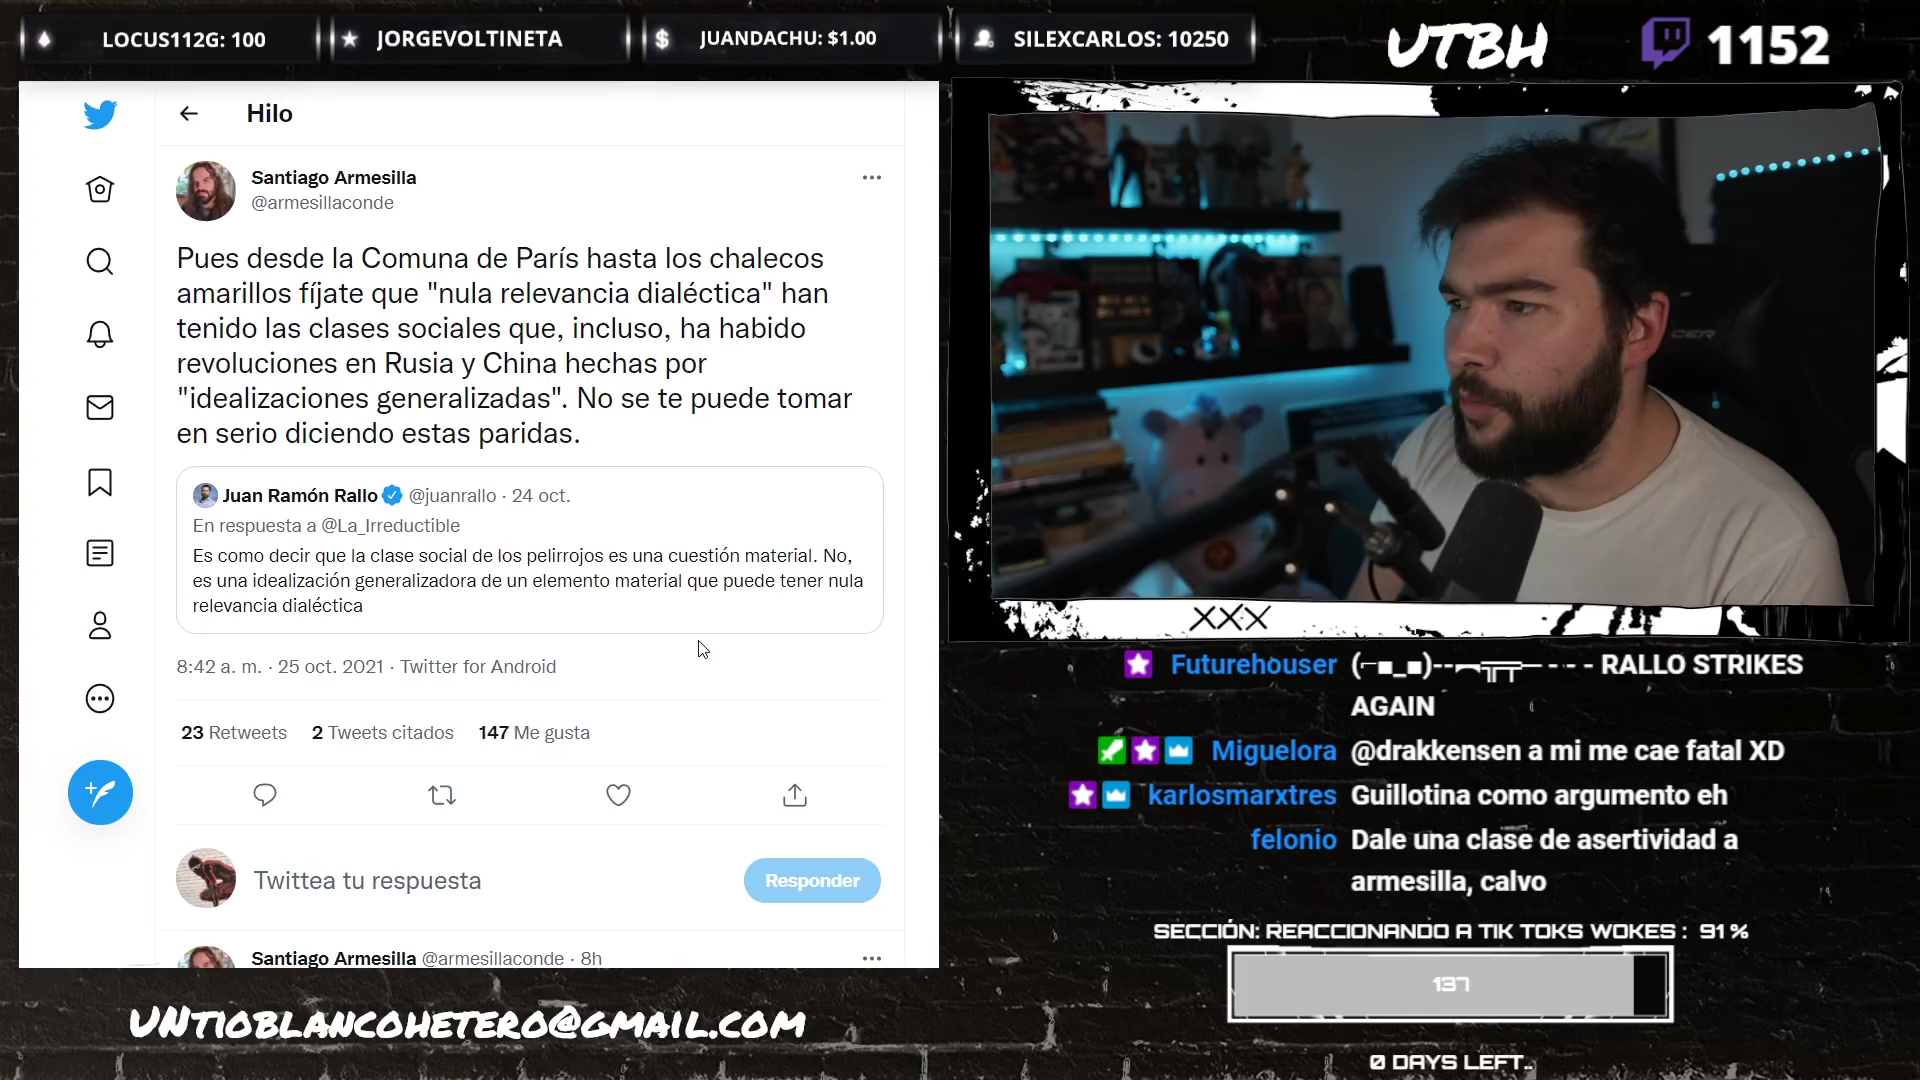 LOCUS112G: 100
JORGEVOLTINETA
JUANDACHU: $1.00
SILEXCARLOS: 10250
UTBH
1152
Hilo
Santiago Armesilla
@armesillaconde
Pues desde la Comuna de París hasta los chalecos
amarillos fíjate que "nula relevancia dialéctica" han
tenido las clases sociales que, incluso, ha habido
revoluciones en Rusia y China hechas por
"idealizaciones generalizadas". No se te puede tomar
en serio diciendo estas paridas.
Juan Ramón Rallo @juanrallo · 24 oct.
En respuesta a @La_Irreductible
Es como decir que la clase social de los pelirrojos es una cuestión material. No,
es una idealización generalizadora de un elemento material que puede tener nula
relevancia dialéctica
8:42 a. m. · 25 oct. 2021 · Twitter for Android
23 Retweets 2 Tweets citados 147 Me gusta
Twittea tu respuesta
Responder
Santiago Armesilla @armesillaconde · 8h
XXX
Futurehouser (⌐■_■)--︻╦╤─ - - - RALLO STRIKES
AGAIN
Miguelora @drakkensen a mi me cae fatal XD
karlosmarxtres Guillotina como argumento eh
felonio Dale una clase de asertividad a
armesilla, calvo
SECCIÓN: REACCIONANDO A TIK TOKS WOKES : 91%
137
0 DAYS LEFT..
UNTIOBLANCOHETERO@GMAIL.COM